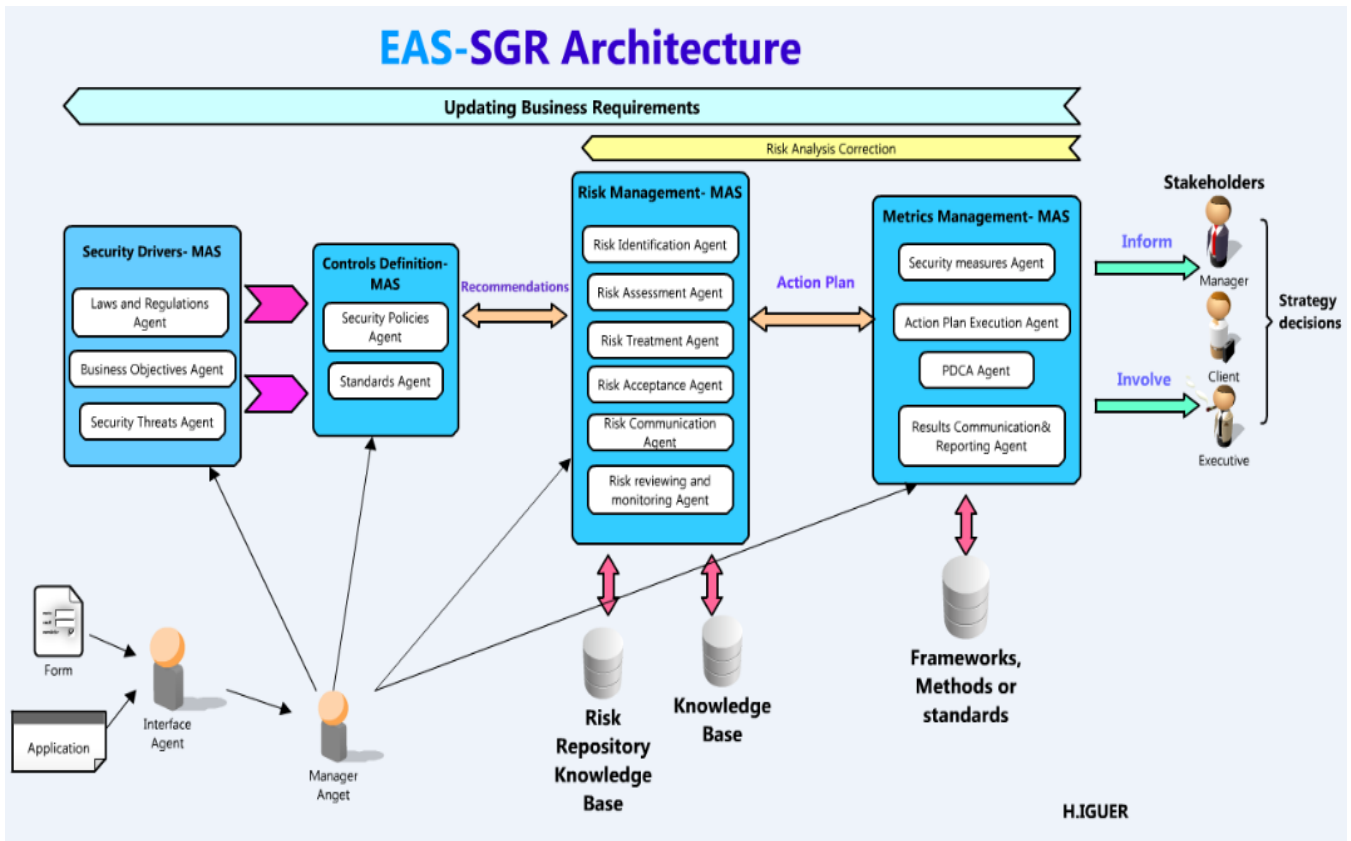 EAS-SGR Architecture
Updating Business Requirements
Risk Analysis Correction
Security Drivers- MAS
Laws and Regulations
Agent
Business Objectives Agent
Security Threats Agent
Controls Definition-
MAS
Security Policies
Agent
Standards Agent
Recommendations
Risk Management- MAS
Risk Identification Agent
Risk Assessment Agent
Risk Treatment Agent
Risk Acceptance Agent
Risk Communication
Agent
Risk reviewing and
monitoring Agent
Action Plan
Metrics Management- MAS
Security measures Agent
Action Plan Execution Agent
PDCA Agent
Results Communication&
Reporting Agent
Inform
Involve
Stakeholders
Manager
Client
Executive
Strategy
decisions
Form
Application
Interface
Agent
Manager
Anget
Risk
Repository
Knowledge
Base
Knowledge
Base
Frameworks,
Methods or
standards
H.IGUER